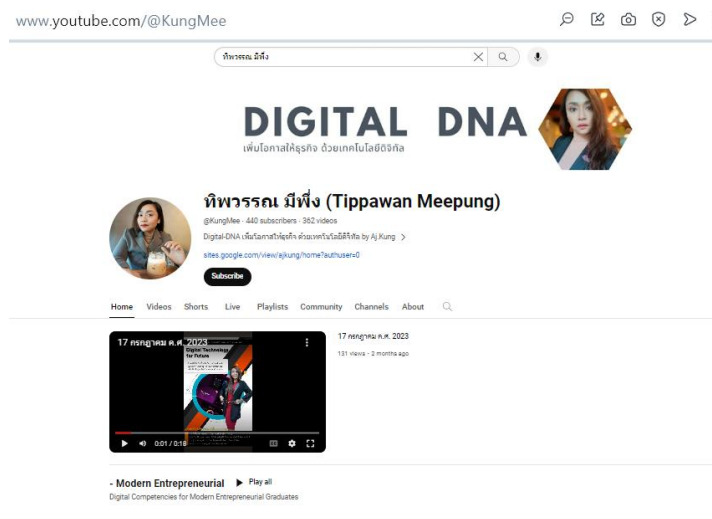 www.youtube.com/@KungMee
ทิพวรรณ มีพึ่ง
DIGITAL DNA
เพิ่มโอกาสให้ธุรกิจ ด้วยเทคโนโลยีดิจิทัล
ทิพวรรณ มีพึ่ง (Tippawan Meepung)
@KungMee · 440 subscribers · 362 videos
Digital-DNA เพิ่มโอกาสให้ธุรกิจ ด้วยเทคโนโลยีดิจิทัล by Aj.Kung >
sites.google.com/view/ajkung/home?authuser=0
Subscribe
Home Videos Shorts Live Playlists Community Channels About
17 กรกฎาคม ค.ศ. 2023
Digital Technology
for Future
0:01 / 0:18
17 กรกฎาคม ค.ศ. 2023
131 views · 2 months ago
- Modern Entrepreneurial Play all
Digital Competencies for Modern Entrepreneurial Graduates